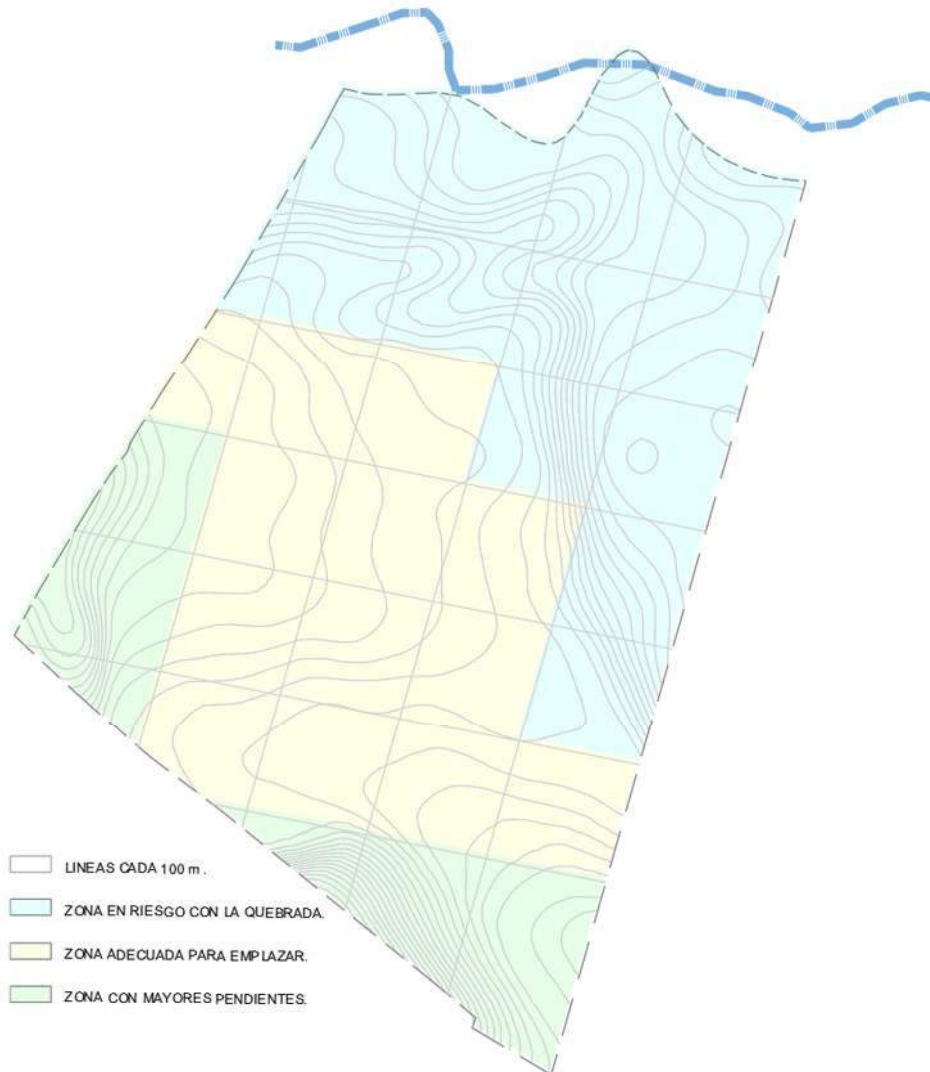 LINEAS CADA 100 m .
ZONA EN RIESGO CON LA QUEBRADA.
ZONA ADECUADA PARA EMPLAZAR.
ZONA CON MAYORES PENDIENTES.